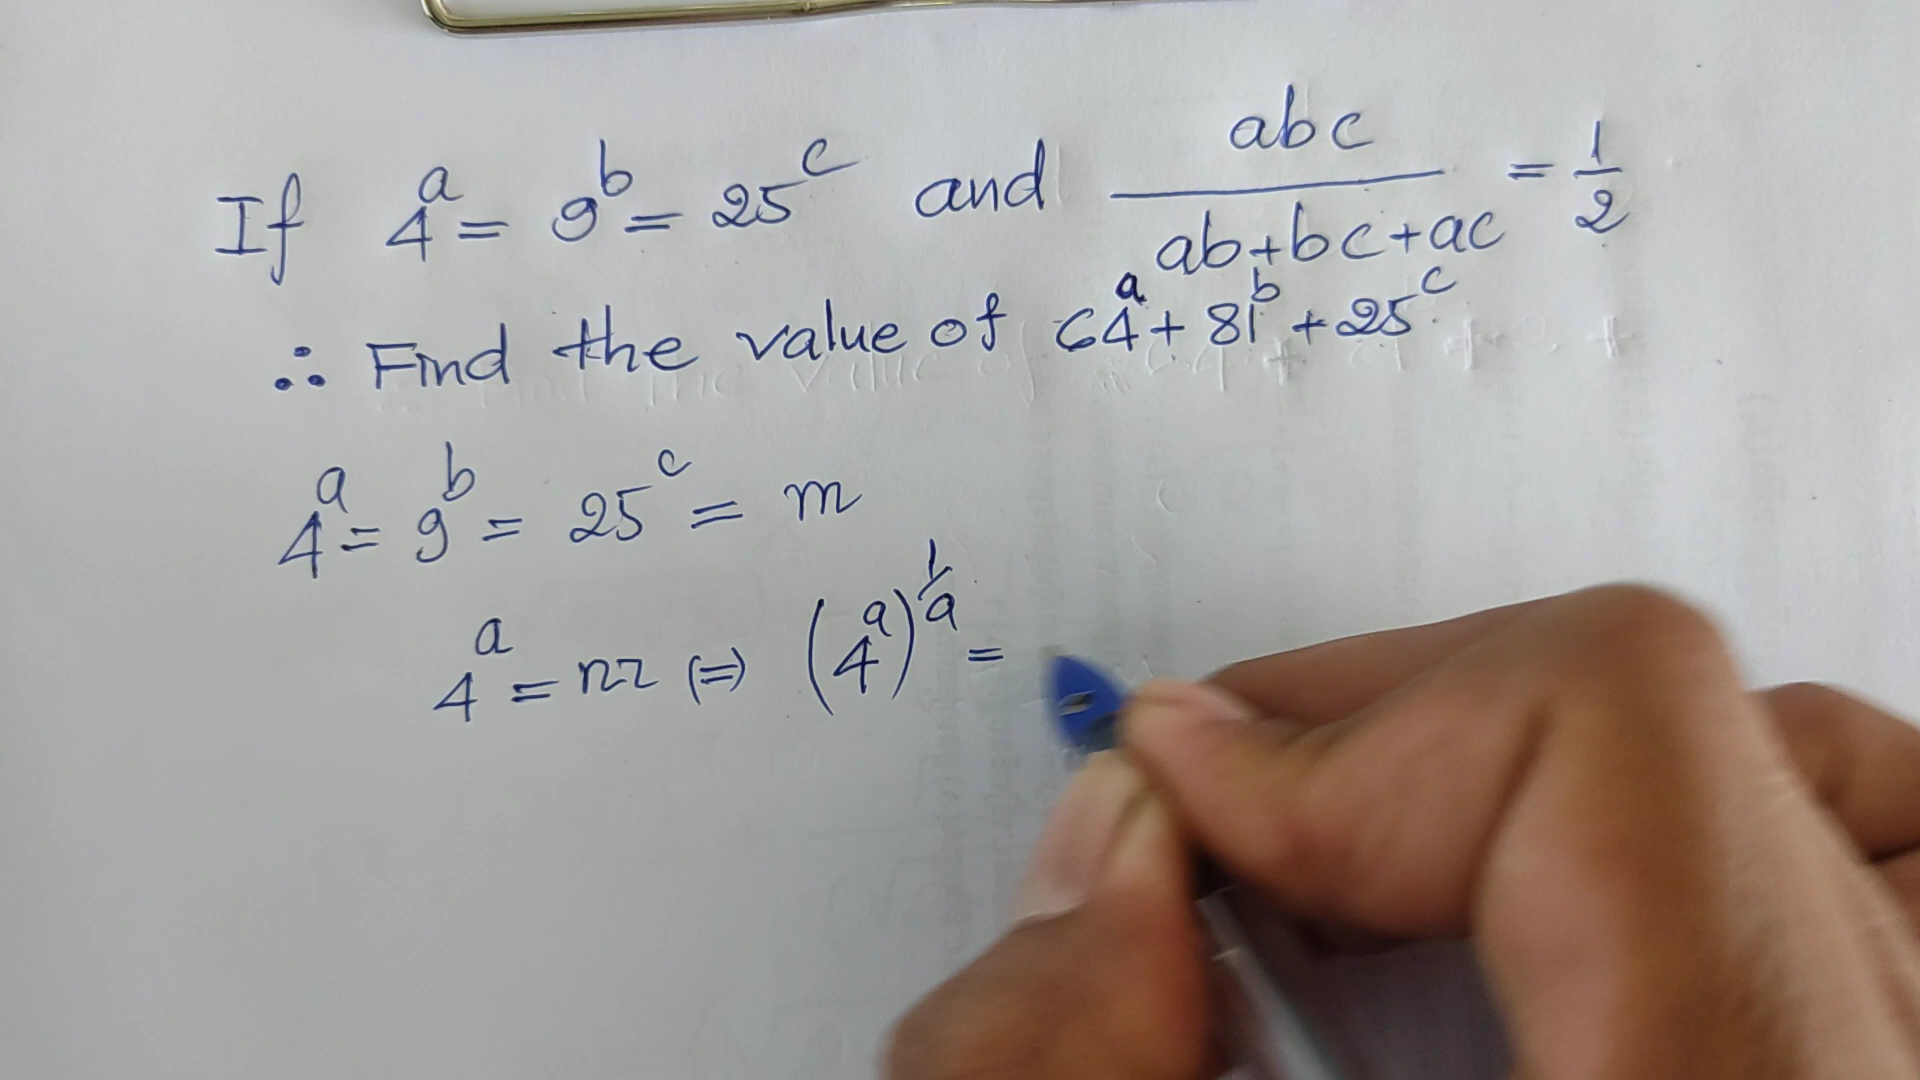 If 4^a = 9^b = 25^c and abc/(ab+bc+ac) = 1/2
∴ Find the value of 64^a + 81^b + 25^c
4^a = 9^b = 25^c = m
4^a = m (=) (4^a)^(1/a) =